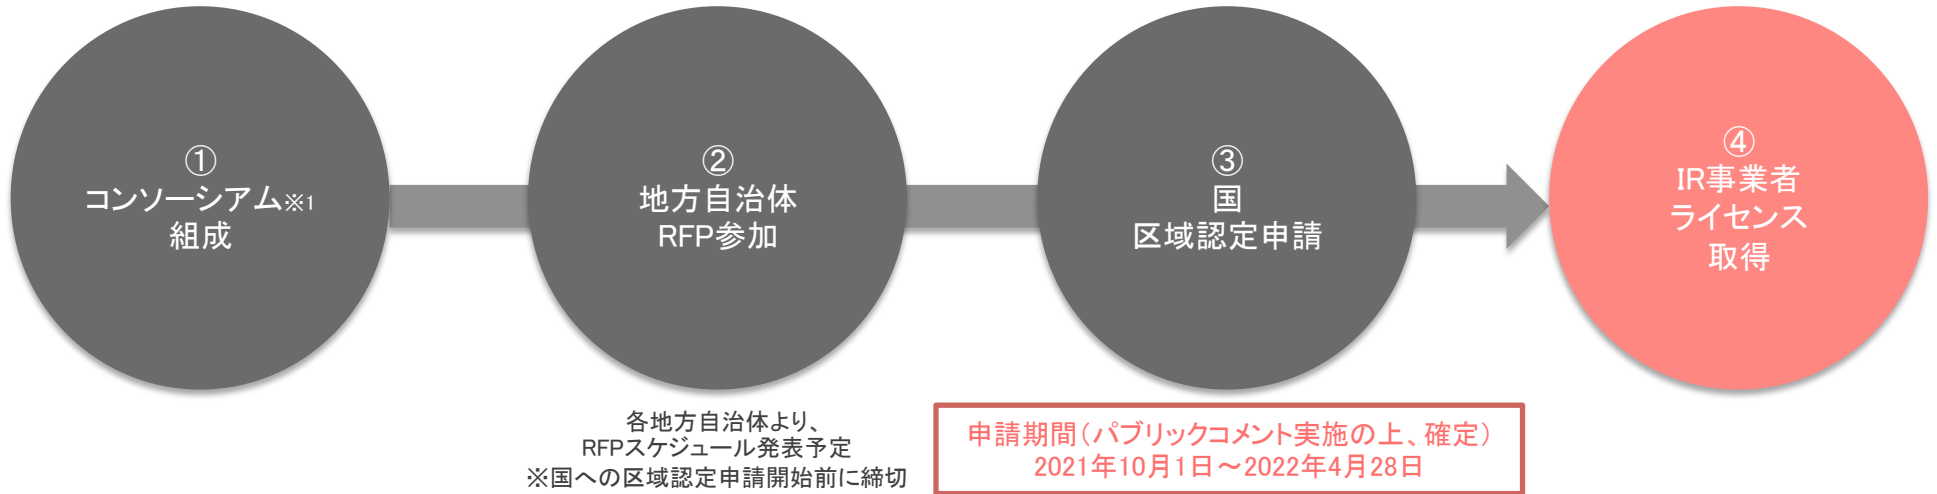 ①
コンソーシアム※1
組成
②
地方自治体
RFP参加
③
国
区域認定申請
④
IR事業者
ライセンス
取得
各地方自治体より、
RFPスケジュール発表予定
※国への区域認定申請開始前に締切
申請期間（パブリックコメント実施の上、確定）
2021年10月1日～2022年4月28日